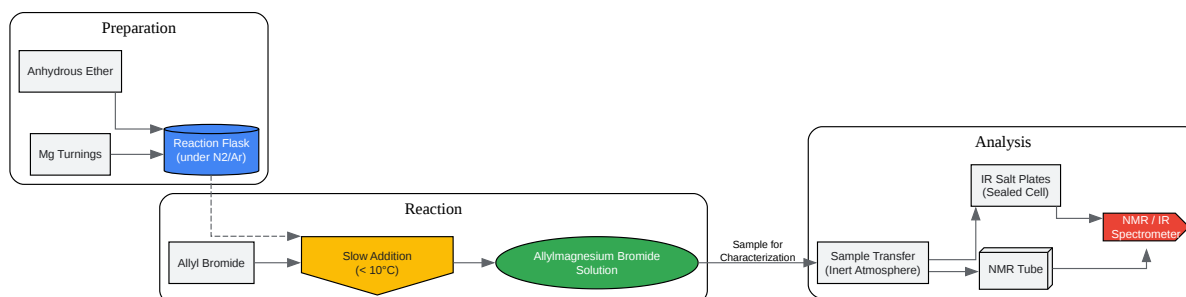 Preparation
Anhydrous Ether
Mg Turnings
Reaction Flask
(under N2/Ar)
Reaction
Allyl Bromide
Slow Addition
(< 10°C)
Allylmagnesium Bromide
Solution
Sample for
Characterization
Analysis
Sample Transfer
(Inert Atmosphere)
IR Salt Plates
(Sealed Cell)
NMR Tube
NMR / IR
Spectrometer